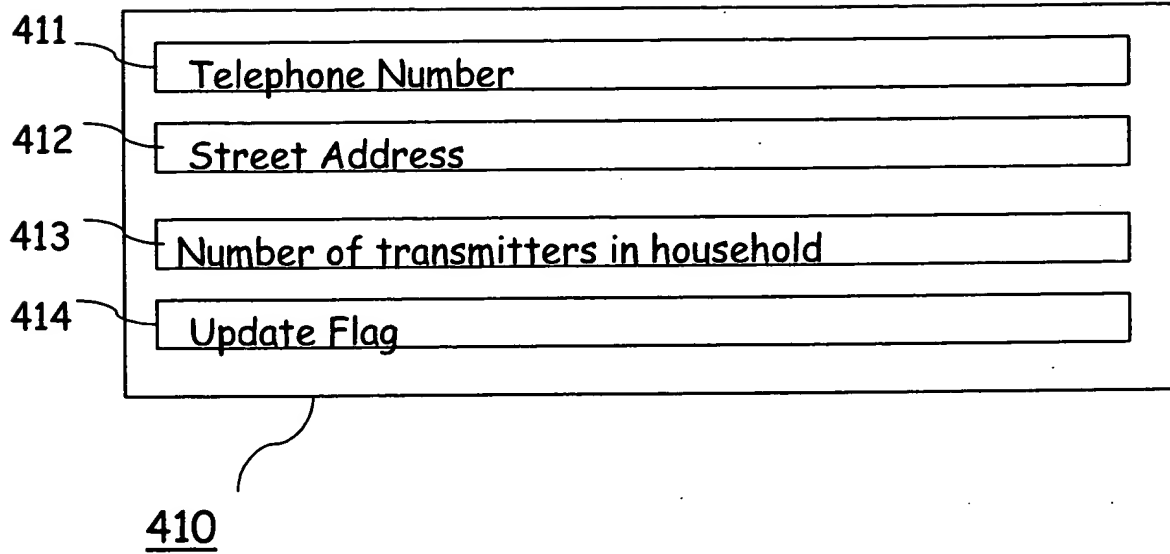 411
Telephone Number
412
Street Address
413
Number of transmitters in household
414
Update Flag
410